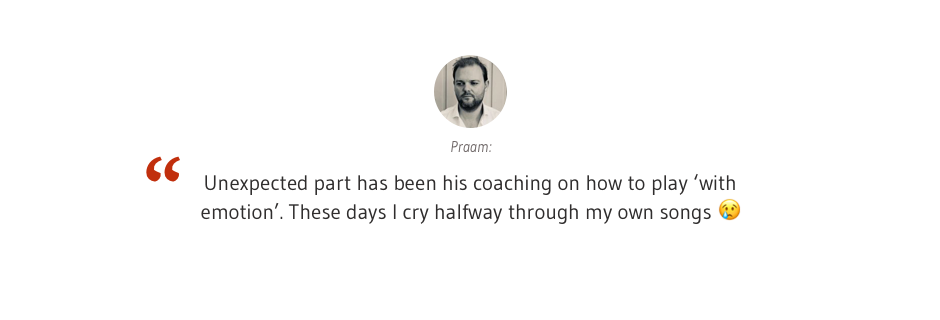 Praam:
“ Unexpected part has been his coaching on how to play ‘with
emotion’. These days I cry halfway through my own songs 😢